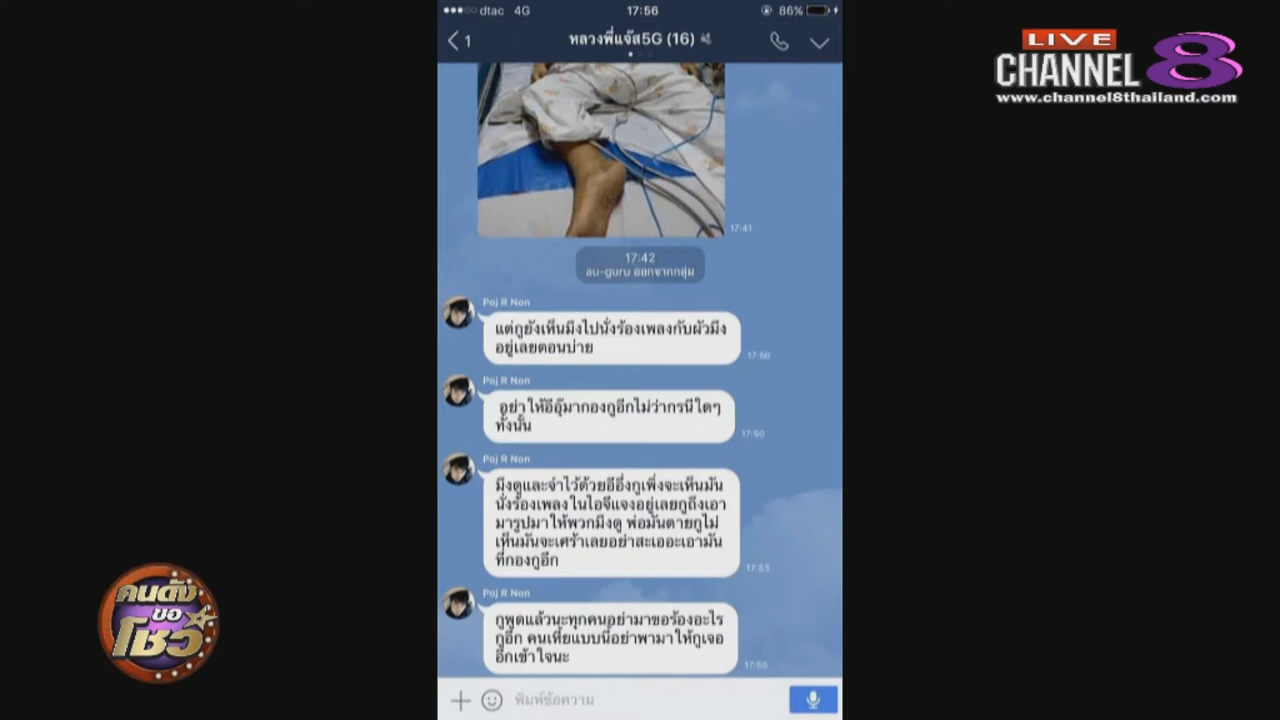 dtac 4G 17:56 86%
1 หลวงพี่แจ๊ส5G (16)
LIVE
CHANNEL 8
www.channel8thailand.com
17:41
17:42
au-guru ออกจากกลุ่ม
Poj R Non
แต่กูยังเห็นมึงไปนั่งร้องเพลงกับผัวมึง
อยู่เลยตอนบ่าย
17:50
Poj R Non
อย่าให้อีอุ๊มากองกูอีกไม่ว่ากรนีใดๆ
ทั้งนั้น
17:50
Poj R Non
มึงดูและจำไว้ด้วยอีอึ่งกูเพิ่งจะเห็นมัน
นั่งร้องเพลงในไอจีแจงอยู่เลยกูถึงเอา
มารูปมาให้พวกมึงดู พ่อมันตายกูไม่
เห็นมันจะเศร้าเลยอย่าสะเออะเอามัน
ที่กองกูอีก
17:53
Poj R Non
กูพูดแล้วนะทุกคนอย่ามาขอร้องอะไร
กูอีก คนเหี้ยแบบนี้อย่าพามาให้กูเจอ
อีกเข้าใจนะ
17:55
พิมพ์ข้อความ
คนดัง
ขอ
โชว์